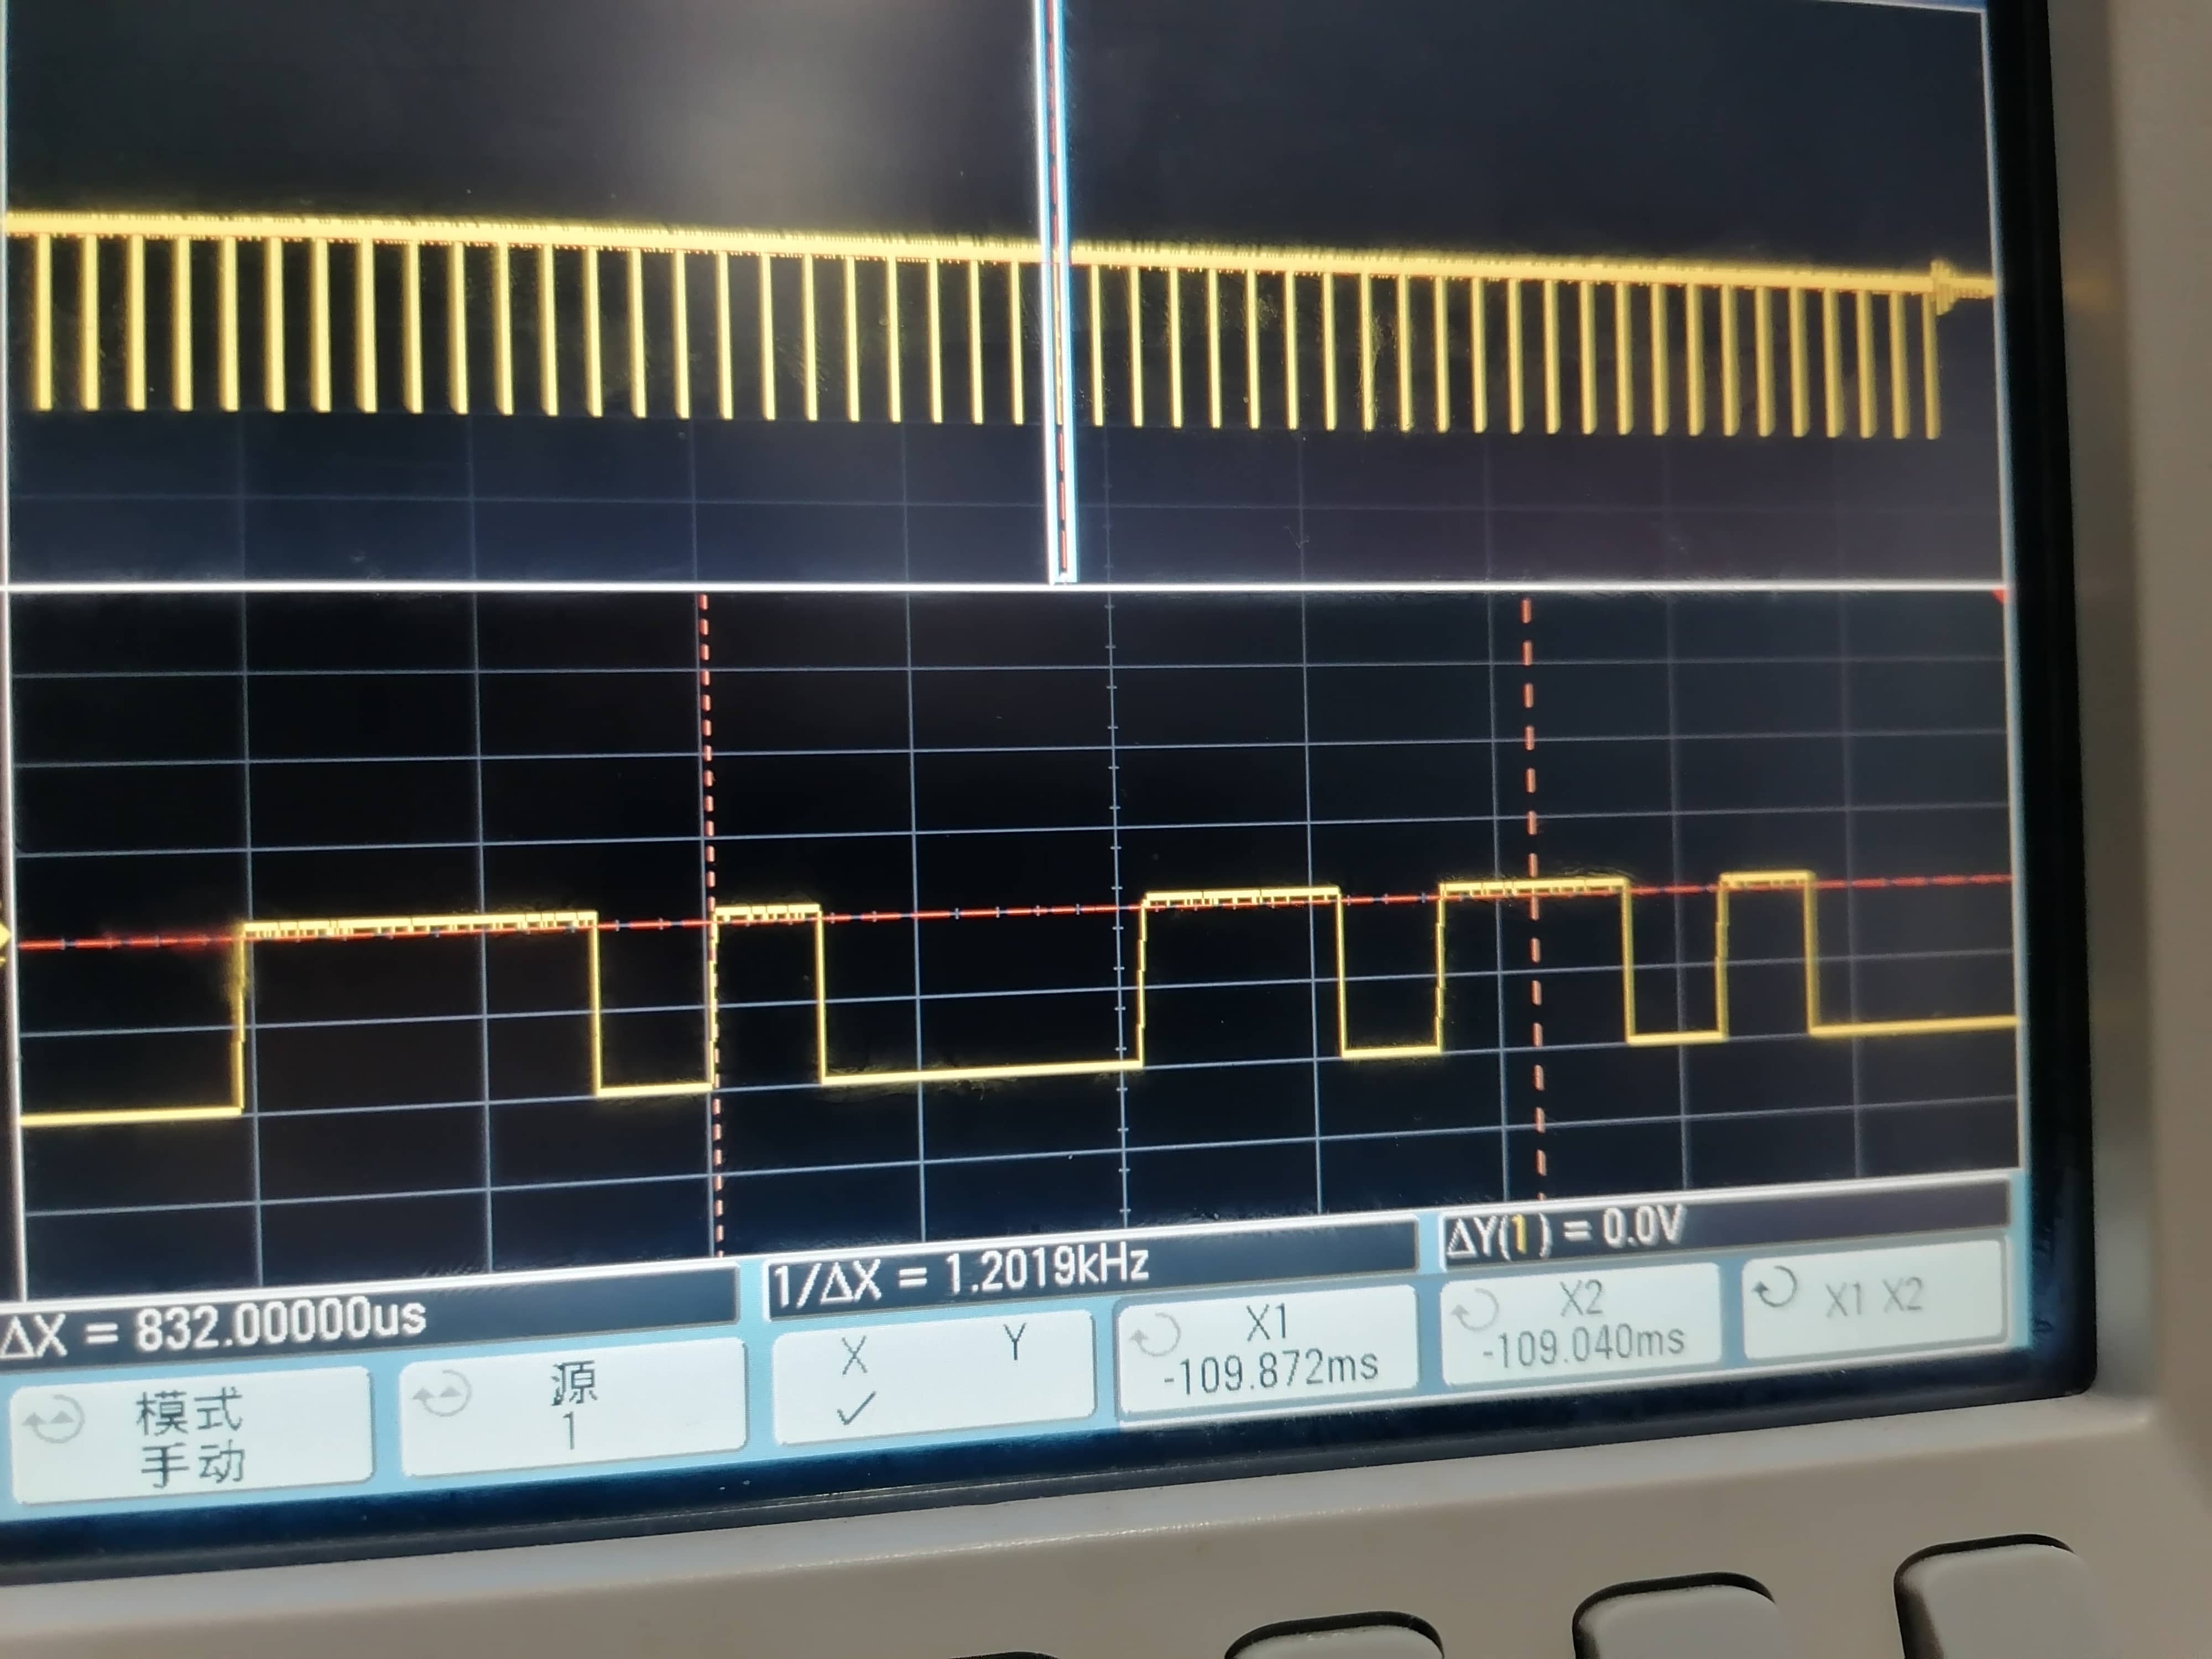 ΔX = 832.00000us
1/ΔX = 1.2019kHz
ΔY(1) = 0.0V
模式
手动
源
1
X Y
✓
X1
-109.872ms
X2
-109.040ms
X1 X2